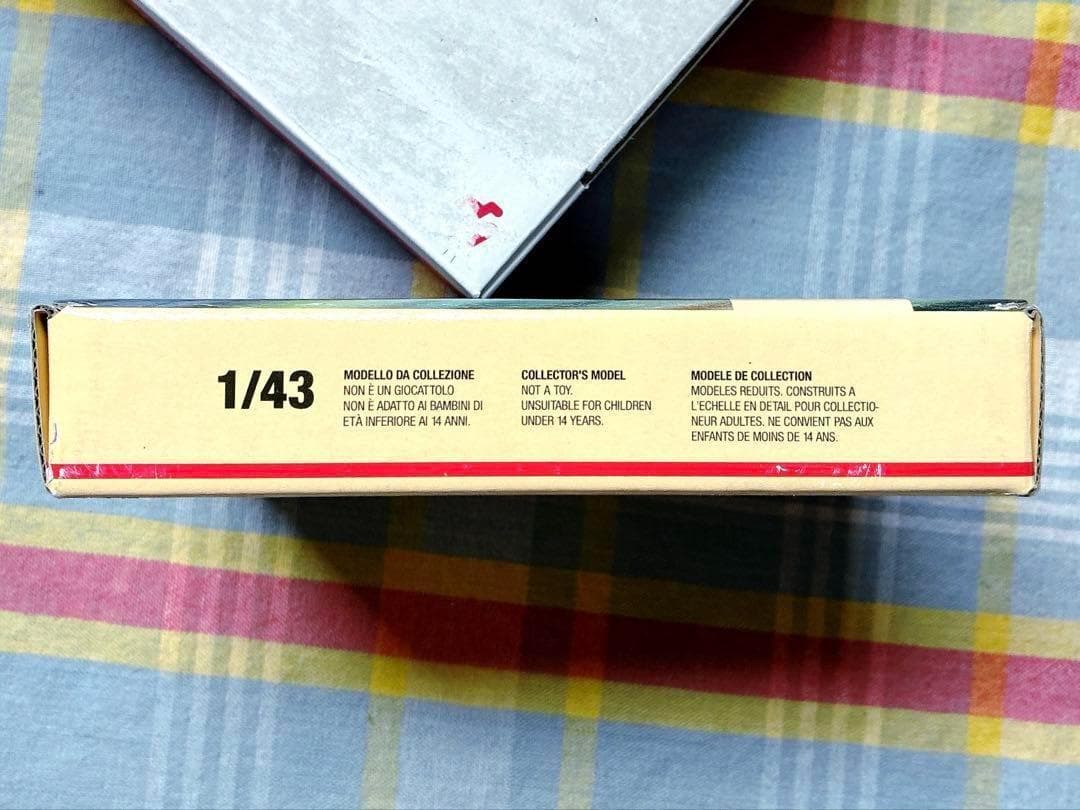 1/43
MODELLO DA COLLEZIONE
NON È UN GIOCATTOLO
NON È ADATTO AI BAMBINI DI
ETÀ INFERIORE AI 14 ANNI.
COLLECTOR'S MODEL
NOT A TOY.
UNSUITABLE FOR CHILDREN
UNDER 14 YEARS.
MODELE DE COLLECTION
MODELES REDUITS. CONSTRUITS A
L'ECHELLE EN DETAIL POUR COLLECTIO-
NEUR ADULTES. NE CONVIENT PAS AUX
ENFANTS DE MOINS DE 14 ANS.